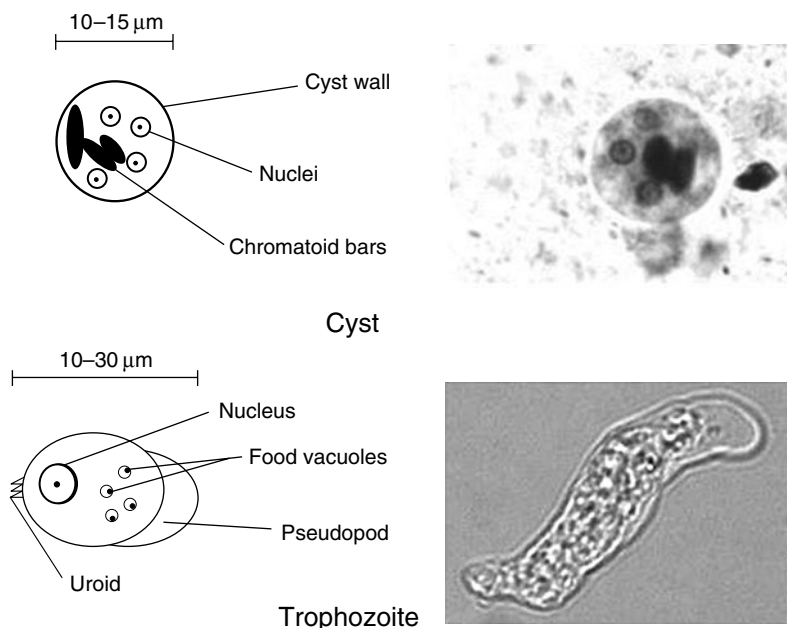 10–15 μm
Cyst wall
Nuclei
Chromatoid bars
Cyst
10–30 μm
Nucleus
Food vacuoles
Pseudopod
Uroid
Trophozoite